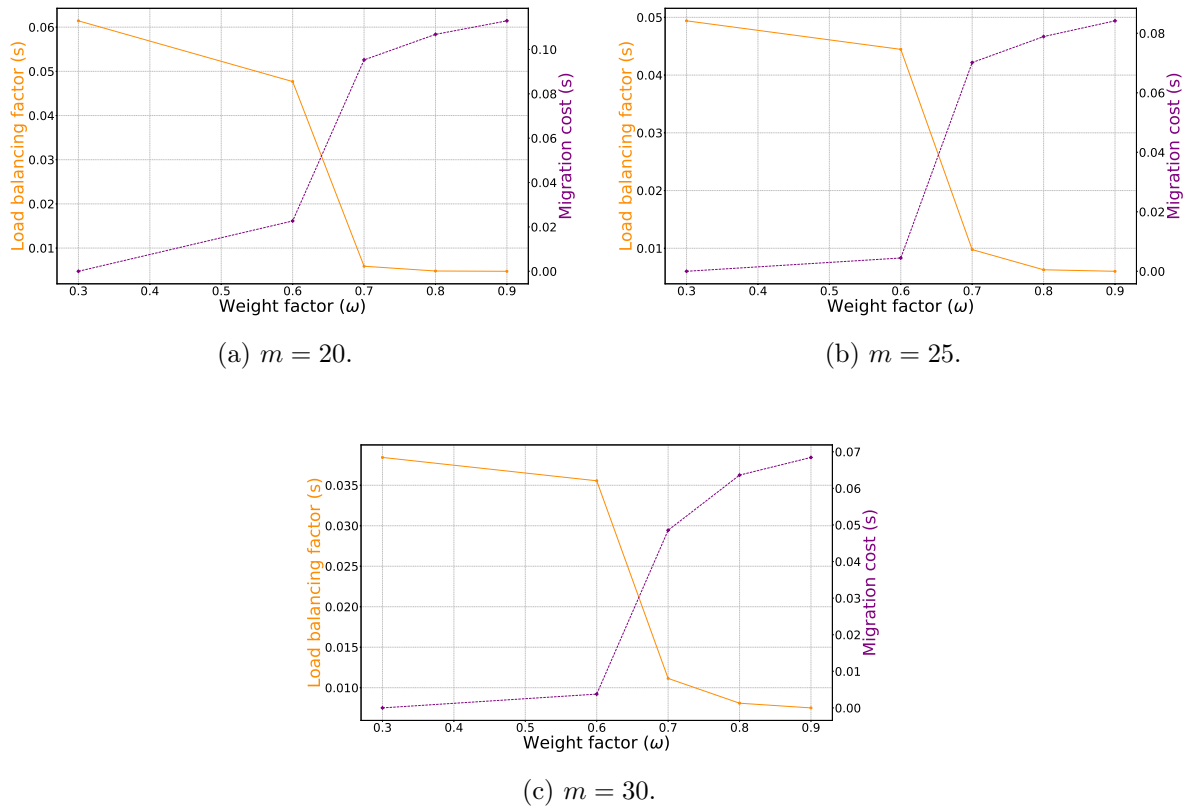 0.06
0.05
0.04
0.03
0.02
0.01
Load balancing factor (s)
0.10
0.08
0.06
0.04
0.02
0.00
Migration cost (s)
0.3 0.4 0.5 0.6 0.7 0.8 0.9
Weight factor (ω)
(a) m = 20.
0.05
0.04
0.03
0.02
0.01
Load balancing factor (s)
0.08
0.06
0.04
0.02
0.00
Migration cost (s)
0.3 0.4 0.5 0.6 0.7 0.8 0.9
Weight factor (ω)
(b) m = 25.
0.035
0.030
0.025
0.020
0.015
0.010
Load balancing factor (s)
0.07
0.06
0.05
0.04
0.03
0.02
0.01
0.00
Migration cost (s)
0.3 0.4 0.5 0.6 0.7 0.8 0.9
Weight factor (ω)
(c) m = 30.